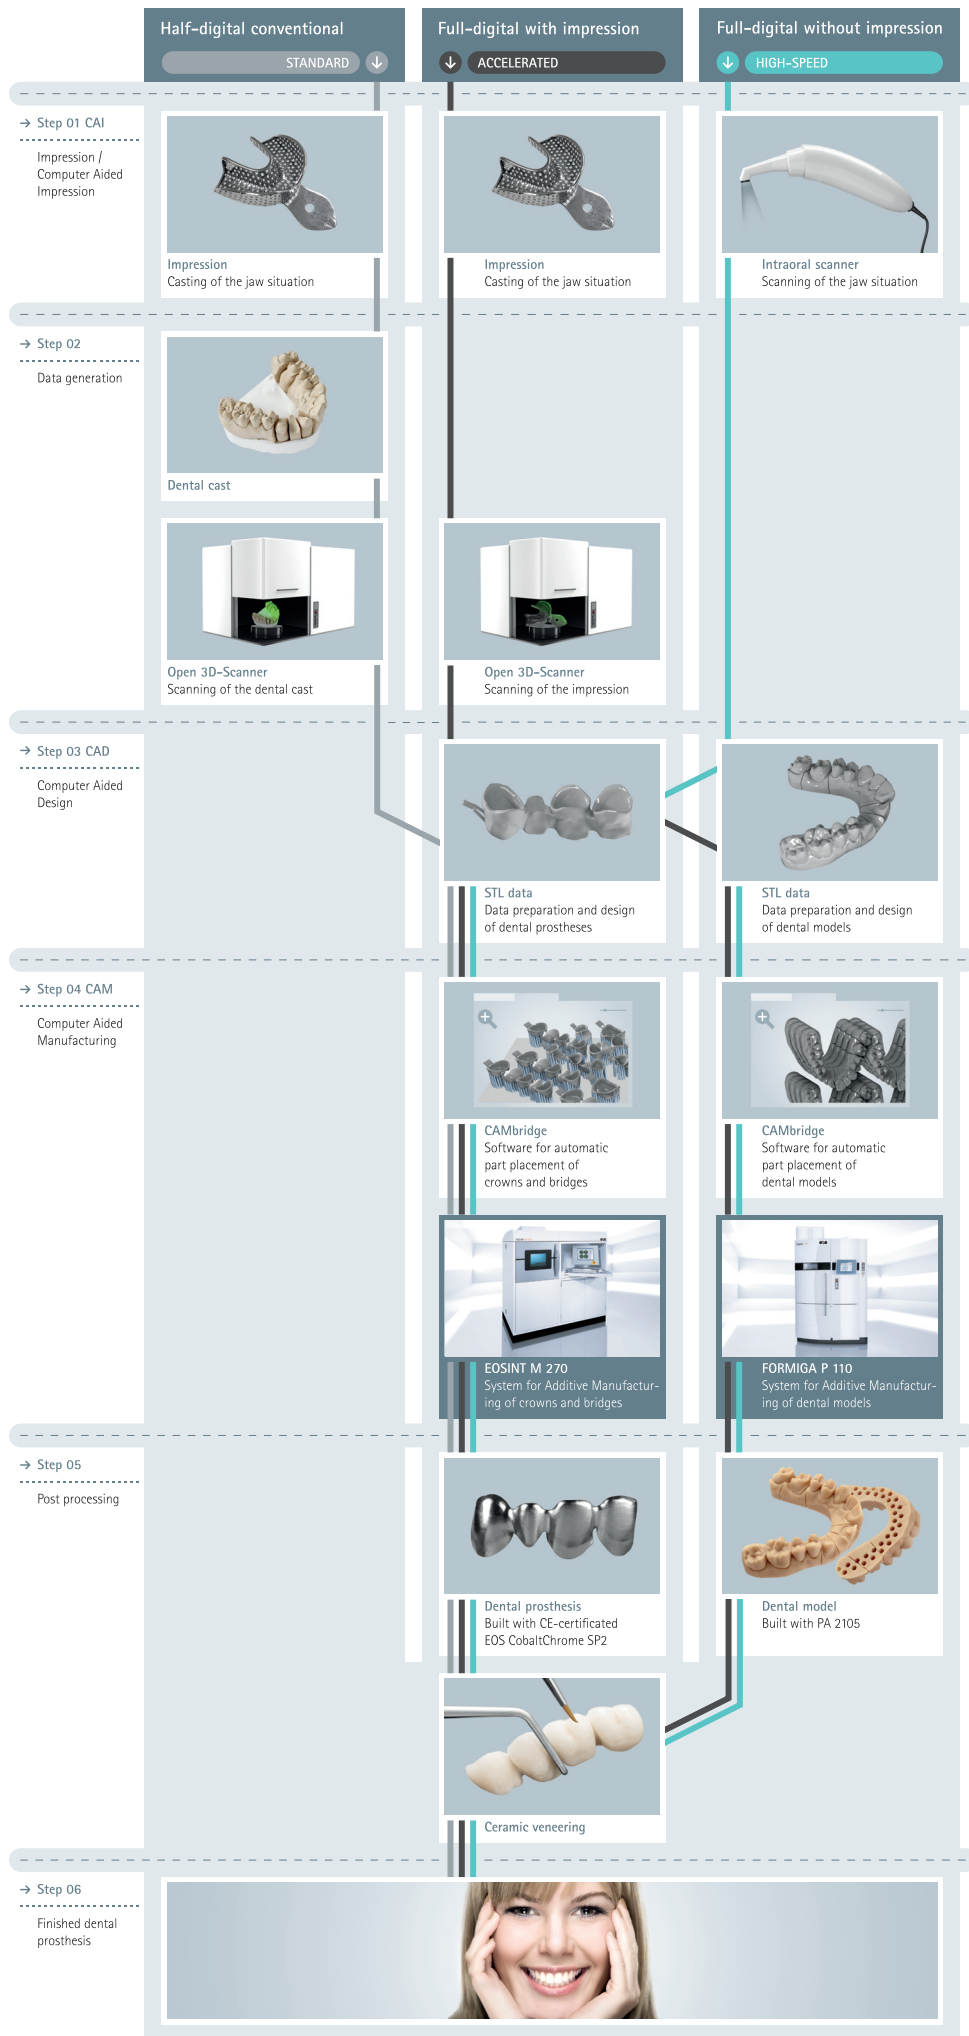 Half-digital conventional
STANDARD
Full-digital with impression
ACCELERATED
Full-digital without impression
HIGH-SPEED
Step 01 CAI
Impression /
Computer Aided
Impression
Impression
Casting of the jaw situation
Impression
Casting of the jaw situation
Intraoral scanner
Scanning of the jaw situation
Step 02
Data generation
Dental cast
Open 3D-Scanner
Scanning of the dental cast
Open 3D-Scanner
Scanning of the impression
Step 03 CAD
Computer Aided
Design
STL data
Data preparation and design
of dental prostheses
STL data
Data preparation and design
of dental models
Step 04 CAM
Computer Aided
Manufacturing
CAMbridge
Software for automatic
part placement of
crowns and bridges
CAMbridge
Software for automatic
part placement of
dental models
EOSINT M 270
System for Additive Manufactur-
ing of crowns and bridges
FORMIGA P 110
System for Additive Manufactur-
ing of dental models
Step 05
Post processing
Dental prosthesis
Built with CE-certificated
EOS CobaltChrome SP2
Dental model
Built with PA 2105
Ceramic veneering
Step 06
Finished dental
prosthesis